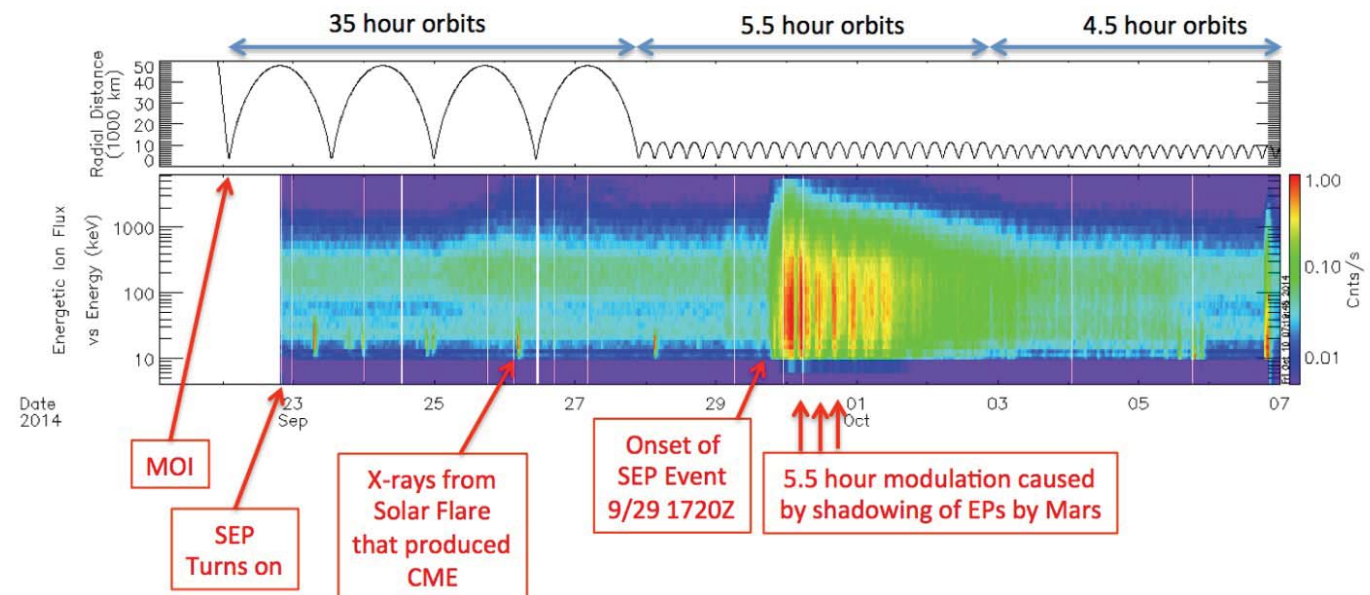 35 hour orbits
5.5 hour orbits
4.5 hour orbits
Radial Distance
(1000 km)
50
40
30
20
10
0
Energetic Ion Flux
vs Energy (keV)
1000
100
10
1.00
0.10
0.01
Cnts/s
Date
2014
23
Sep
25
27
29
01
Oct
03
05
07
MOI
SEP
Turns on
X-rays from
Solar Flare
that produced
CME
Onset of
SEP Event
9/29 1720Z
5.5 hour modulation caused
by shadowing of EPs by Mars
Fri Oct 10 2014